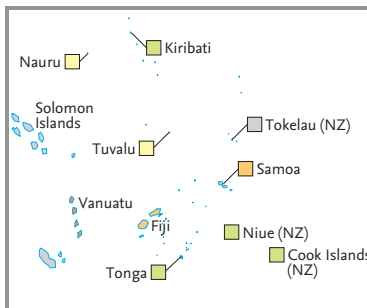 Kiribati
Nauru
Solomon
Islands
Tokelau (NZ)
Tuvalu
Samoa
Vanuatu
Fiji
Niue (NZ)
Cook Islands
(NZ)
Tonga